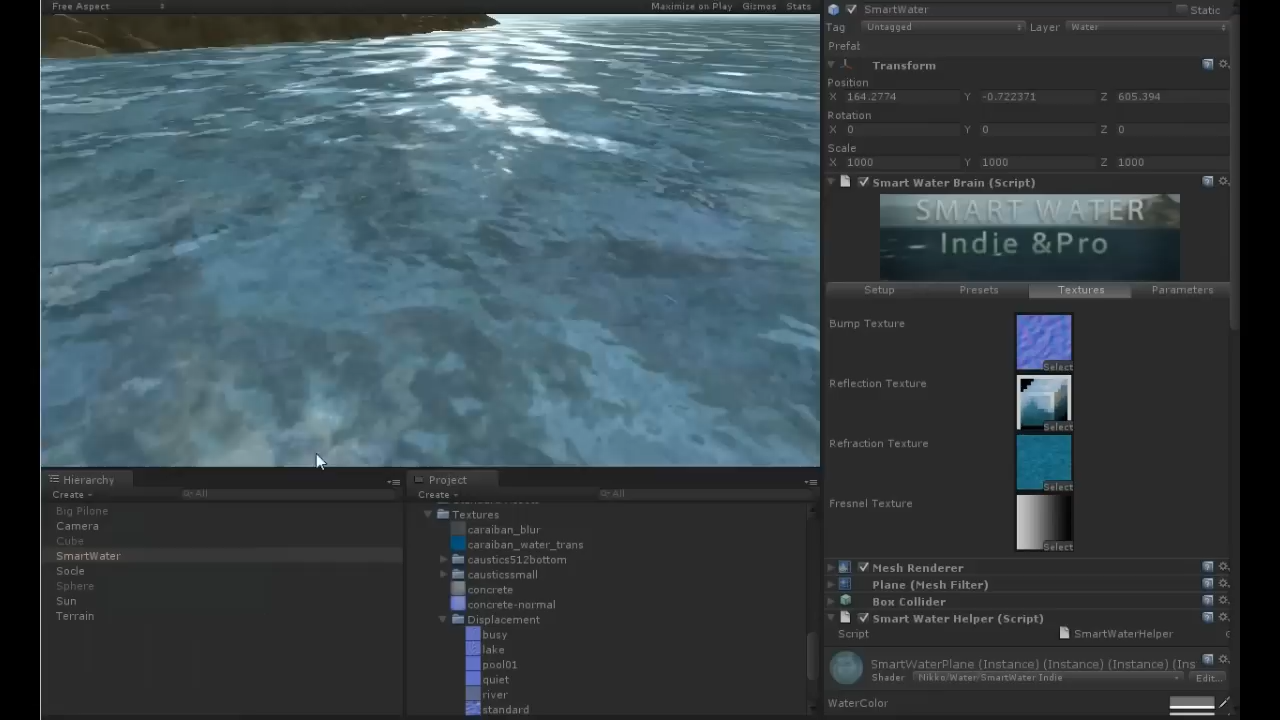 Free Aspect
Maximize on Play Gizmos Stats
SmartWater
Static
Tag Untagged Layer Water
Prefab
Transform
Position
X 164.2774 Y -0.722371 Z 605.394
Rotation
X 0 Y 0 Z 0
Scale
X 1000 Y 1000 Z 1000
Smart Water Brain (Script)
SMART WATER
Indie &Pro
Setup Presets Textures Parameters
Bump Texture
Select
Reflection Texture
Select
Refraction Texture
Select
Fresnel Texture
Select
Mesh Renderer
Plane (Mesh Filter)
Box Collider
Smart Water Helper (Script)
Script SmartWaterHelper
SmartWaterPlane (Instance) (Instance) (Instance) (Ins
Shader Nikko/Water/SmartWater Indie Edit...
WaterColor
Hierarchy
Create All
Big Pilone
Camera
Cube
SmartWater
Socle
Sphere
Sun
Terrain
Project
Create All
Textures
caraiban_blur
caraiban_water_trans
caustics512bottom
causticssmall
concrete
concrete-normal
Displacement
busy
lake
pool01
quiet
river
standard